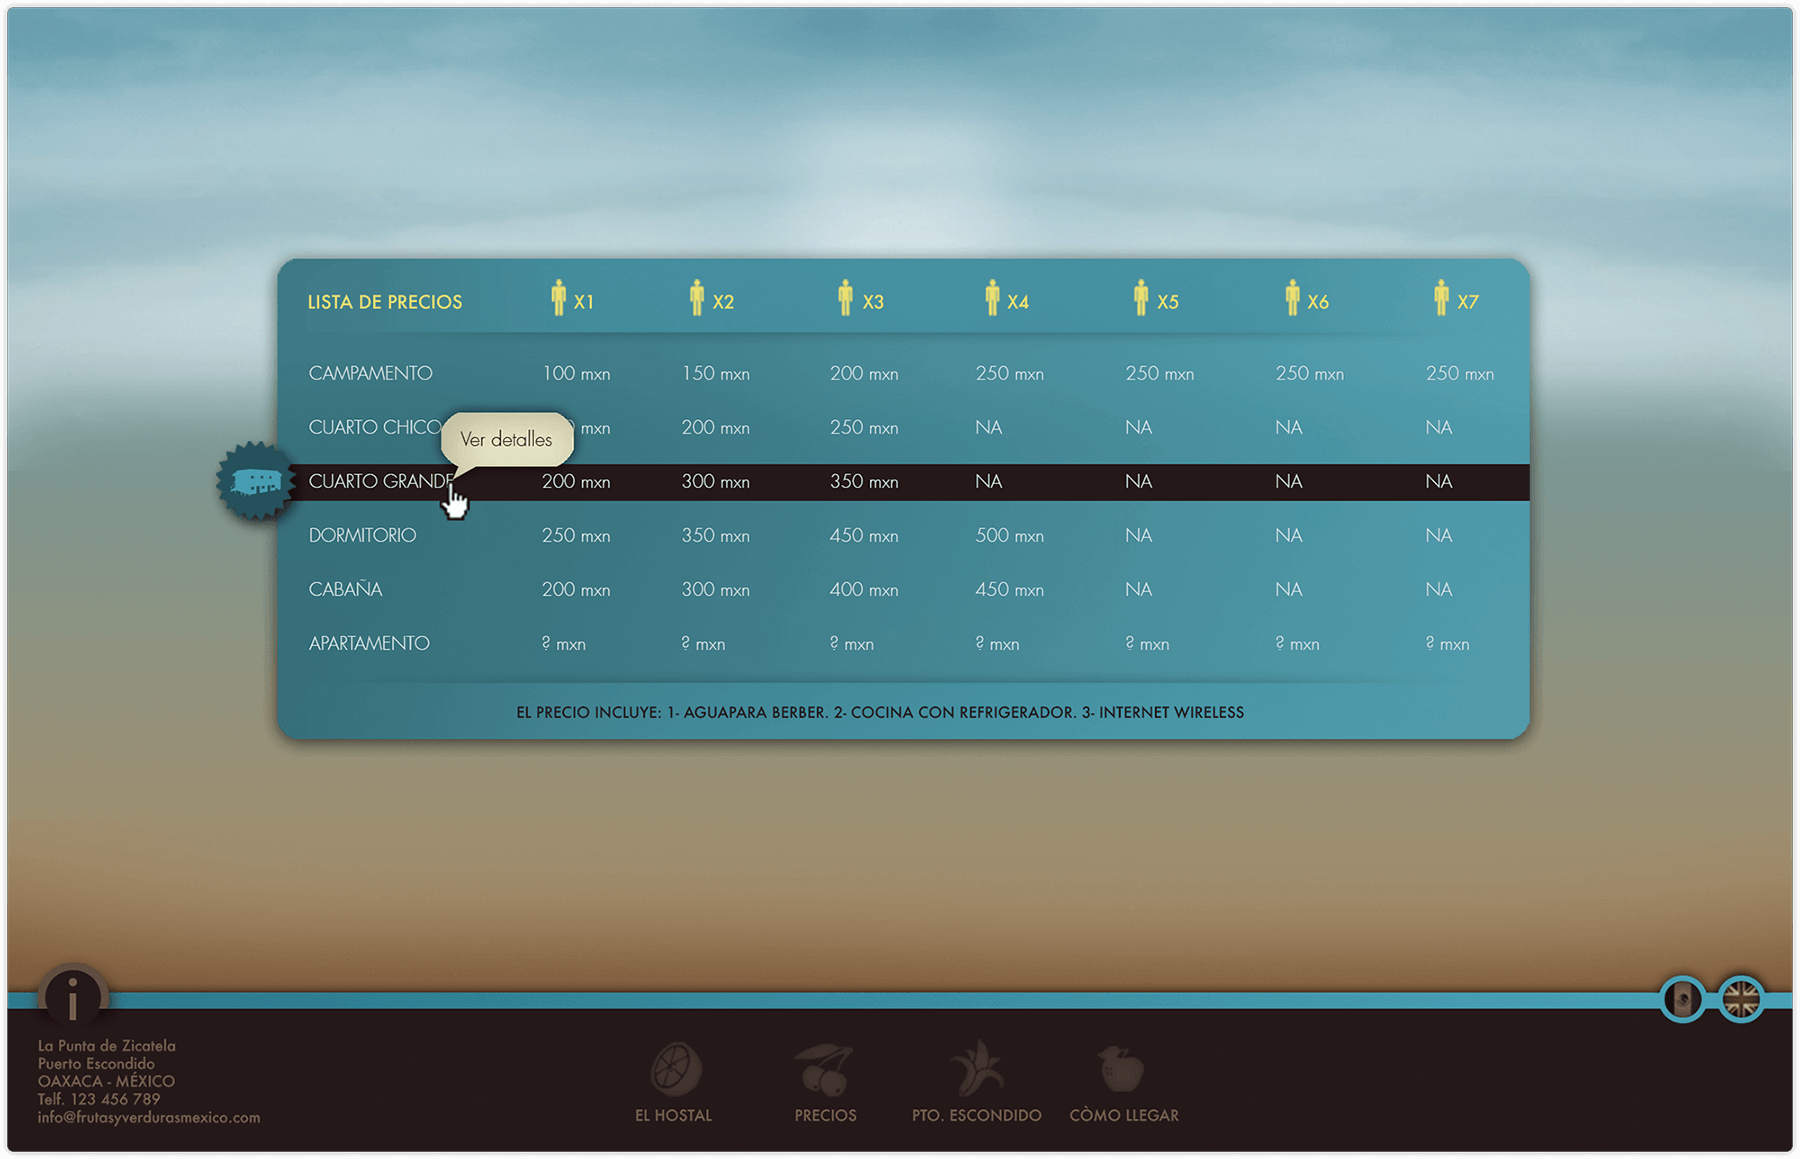 LISTA DE PRECIOS X1 X2 X3 X4 X5 X6 X7
CAMPAMENTO 100 mxn 150 mxn 200 mxn 250 mxn 250 mxn 250 mxn 250 mxn
CUARTO CHICO mxn 200 mxn 250 mxn NA NA NA NA
Ver detalles
CUARTO GRANDE 200 mxn 300 mxn 350 mxn NA NA NA NA
DORMITORIO 250 mxn 350 mxn 450 mxn 500 mxn NA NA NA
CABAÑA 200 mxn 300 mxn 400 mxn 450 mxn NA NA NA
APARTAMENTO ? mxn ? mxn ? mxn ? mxn ? mxn ? mxn ? mxn
EL PRECIO INCLUYE: 1- AGUAPARA BERBER. 2- COCINA CON REFRIGERADOR. 3- INTERNET WIRELESS
i
La Punta de Zicatela
Puerto Escondido
OAXACA - MÉXICO
Telf. 123 456 789
info@frutasyverdurasmexico.com
EL HOSTAL PRECIOS PTO. ESCONDIDO CÒMO LLEGAR